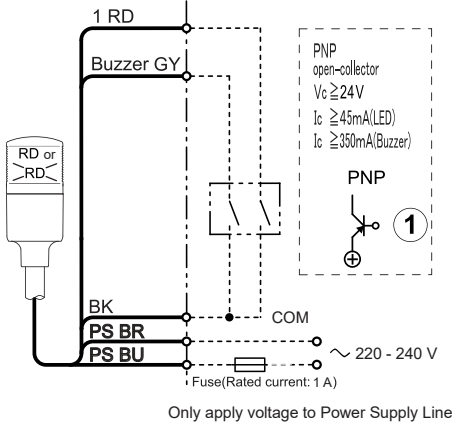 1 RD
Buzzer GY
PNP
open-collector
Vc ≧24V
Ic ≧45mA(LED)
Ic ≧350mA(Buzzer)
PNP
1
RD or
RD
BK
COM
PS BR
PS BU
~ 220 - 240 V
Fuse(Rated current: 1 A)
Only apply voltage to Power Supply Line